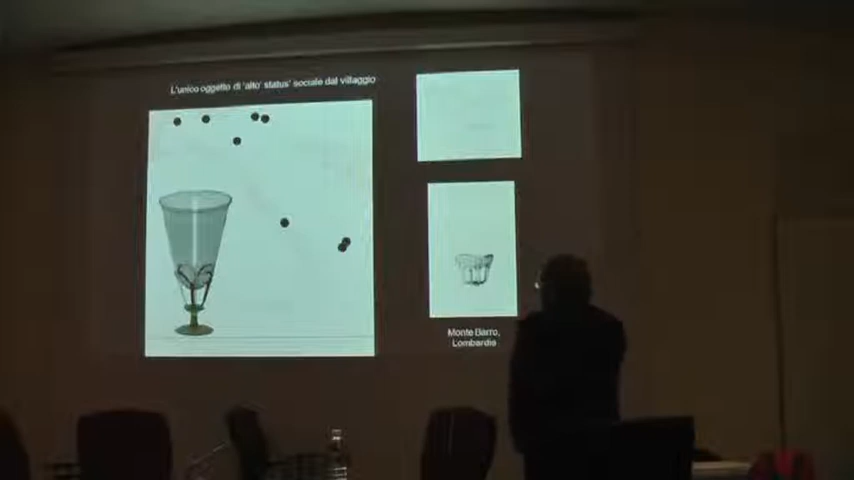 L'unico oggetto di 'alto' status' sociale dal villaggio
Monte Barro,
Lombardia